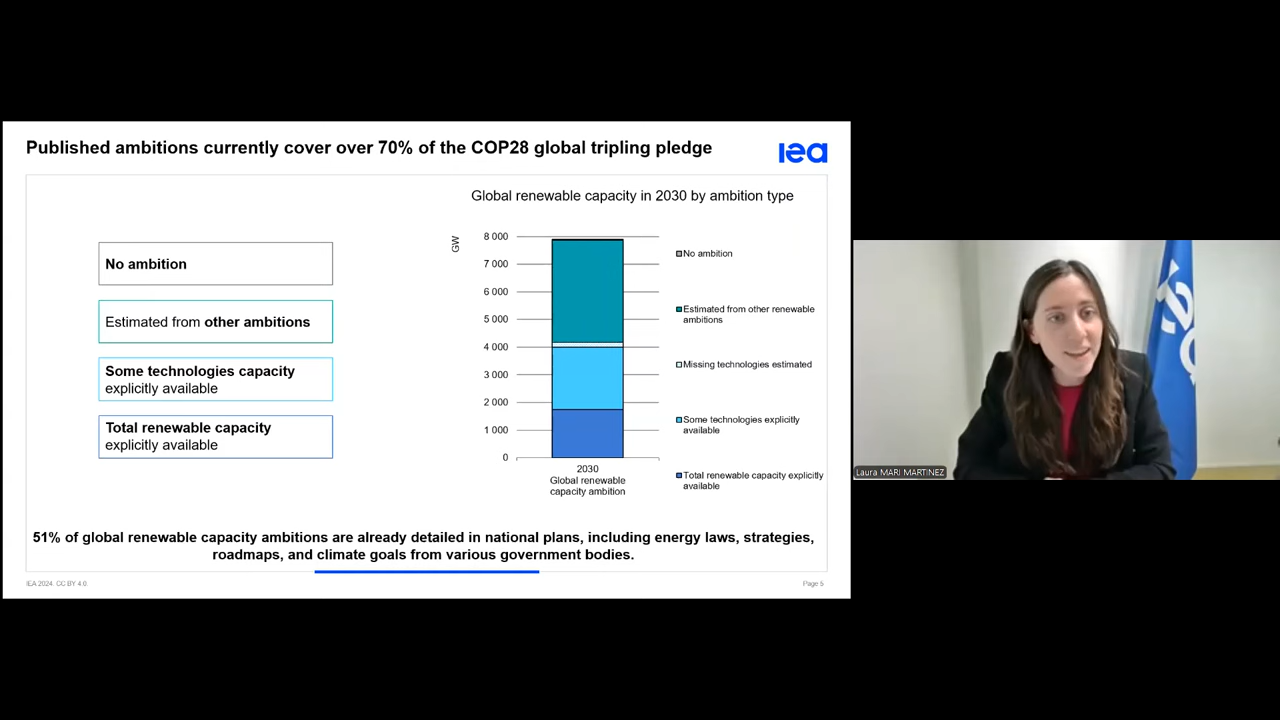 Published ambitions currently cover over 70% of the COP28 global tripling pledge
iea
No ambition
Estimated from other ambitions
Some technologies capacity
explicitly available
Total renewable capacity
explicitly available
Global renewable capacity in 2030 by ambition type
GW
8 000
7 000
6 000
5 000
4 000
3 000
2 000
1 000
0
2030
Global renewable
capacity ambition
No ambition
Estimated from other renewable
ambitions
Missing technologies estimated
Some technologies explicitly
available
Total renewable capacity explicitly
available
51% of global renewable capacity ambitions are already detailed in national plans, including energy laws, strategies,
roadmaps, and climate goals from various government bodies.
IEA 2024. CC BY 4.0.
Page 5
Laura MARI MARTINEZ